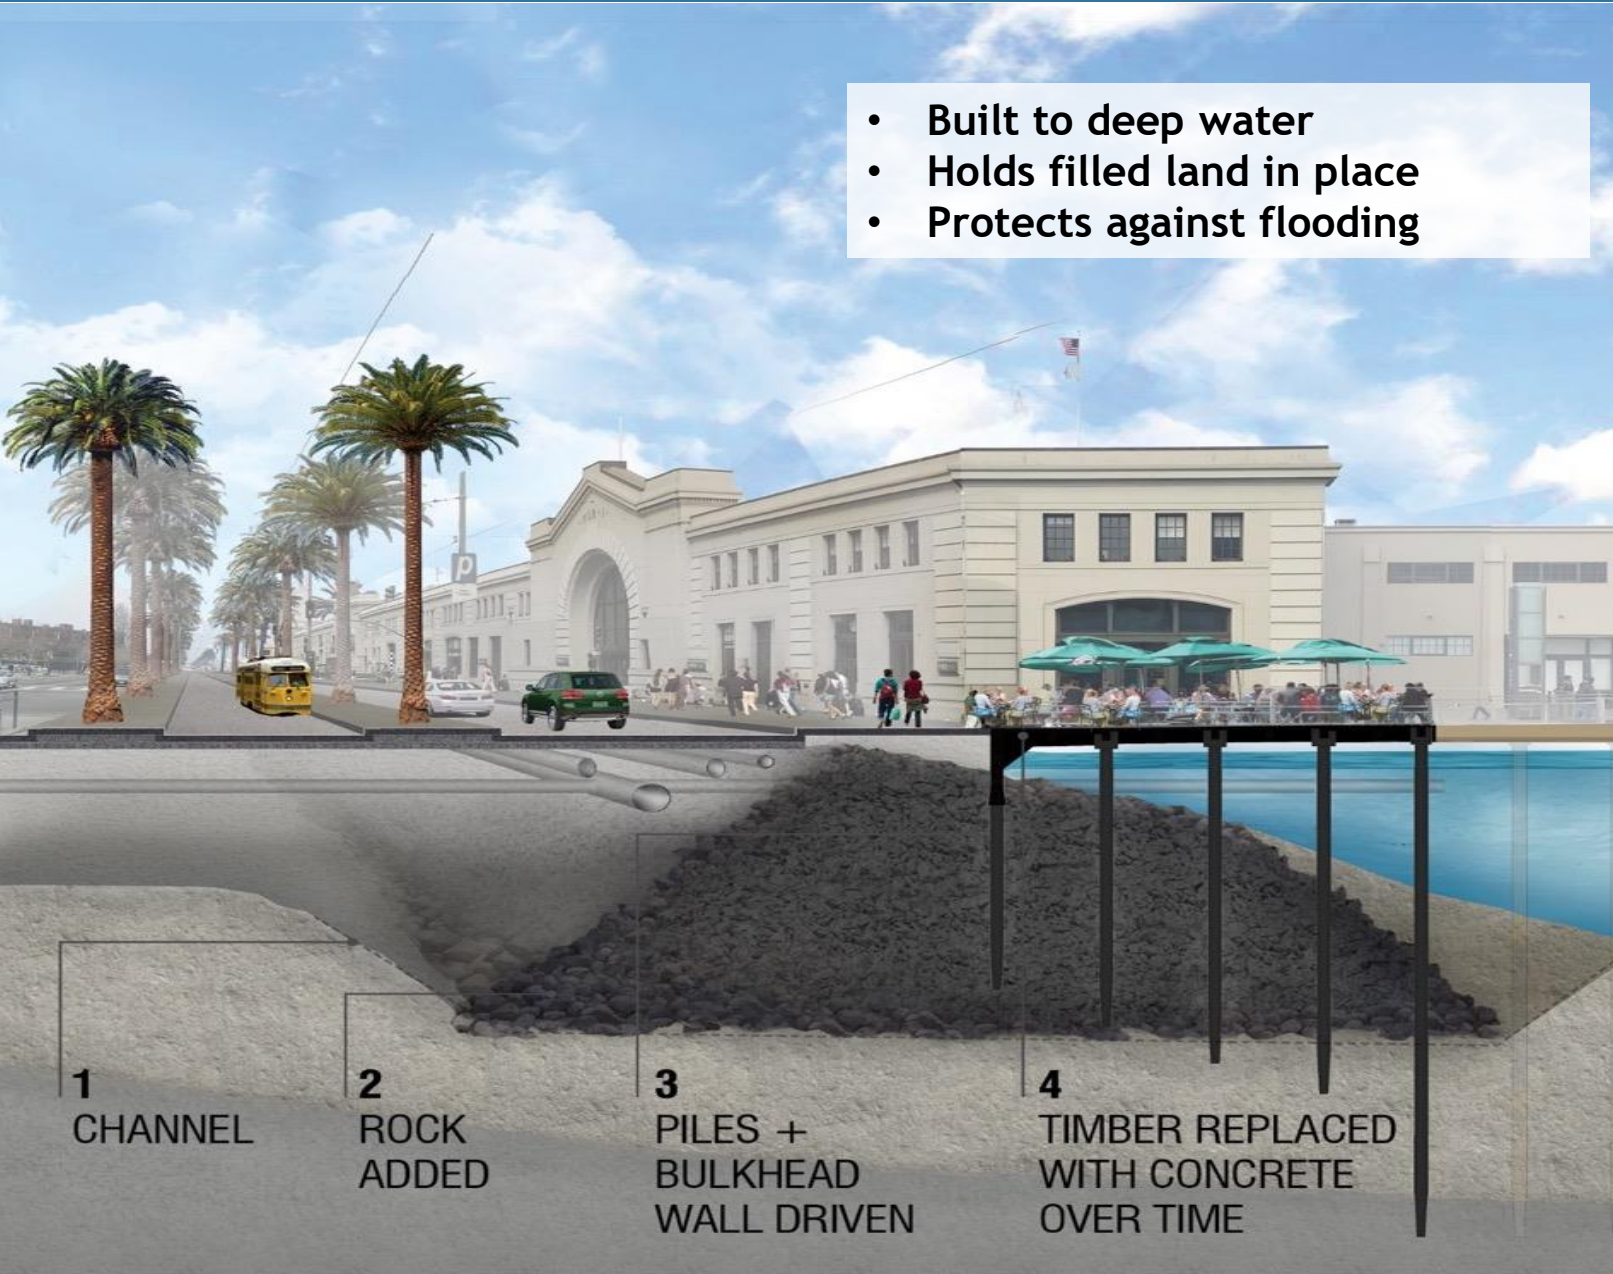 • Built to deep water
• Holds filled land in place
• Protects against flooding
p
1
CHANNEL
2
ROCK
ADDED
3
PILES +
BULKHEAD
WALL DRIVEN
4
TIMBER REPLACED
WITH CONCRETE
OVER TIME